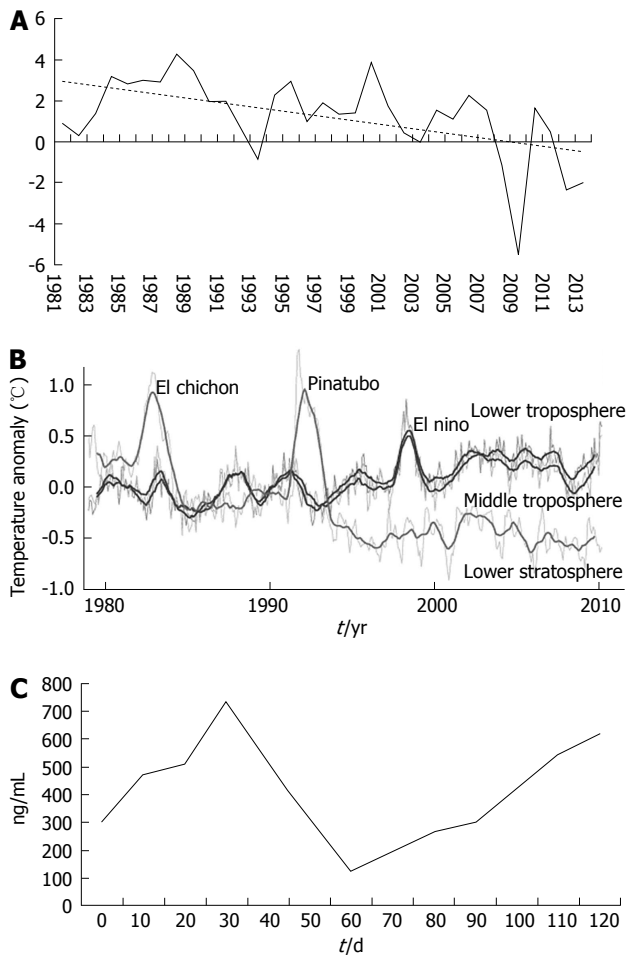 A
6
4
2
0
-2
-4
-6
1981 1983 1985 1987 1989 1991 1993 1995 1997 1999 2001 2003 2005 2007 2009 2011 2013
B
Temperature anomaly (℃)
1.0
0.5
0.0
-0.5
-1.0
El chichon
Pinatubo
El nino
Lower troposphere
Middle troposphere
Lower stratosphere
1980 1990 2000 2010
t/yr
C
ng/mL
800
700
600
500
400
300
200
100
0
0 10 20 30 40 50 60 70 80 90 100 110 120
t/d